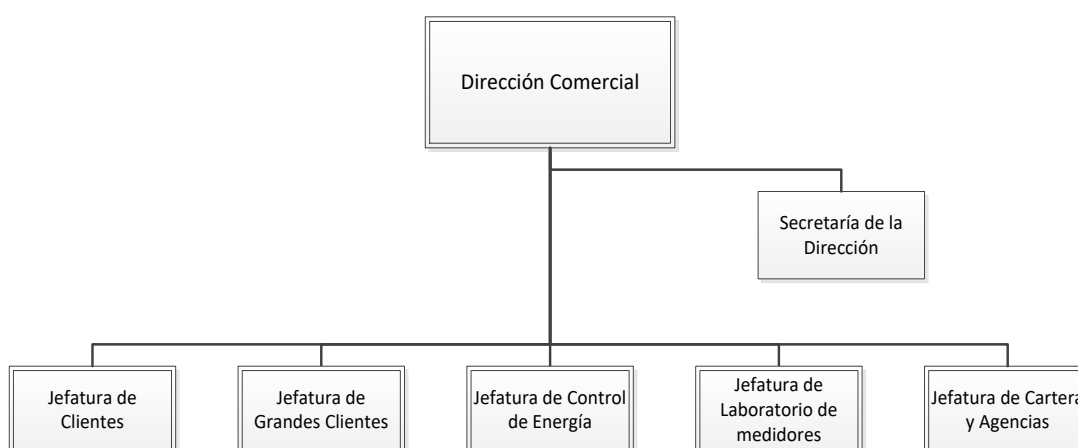 Dirección Comercial
Secretaría de la
Dirección
Jefatura de
Clientes
Jefatura de
Grandes Clientes
Jefatura de Control
de Energía
Jefatura de
Laboratorio de
medidores
Jefatura de Cartera
y Agencias